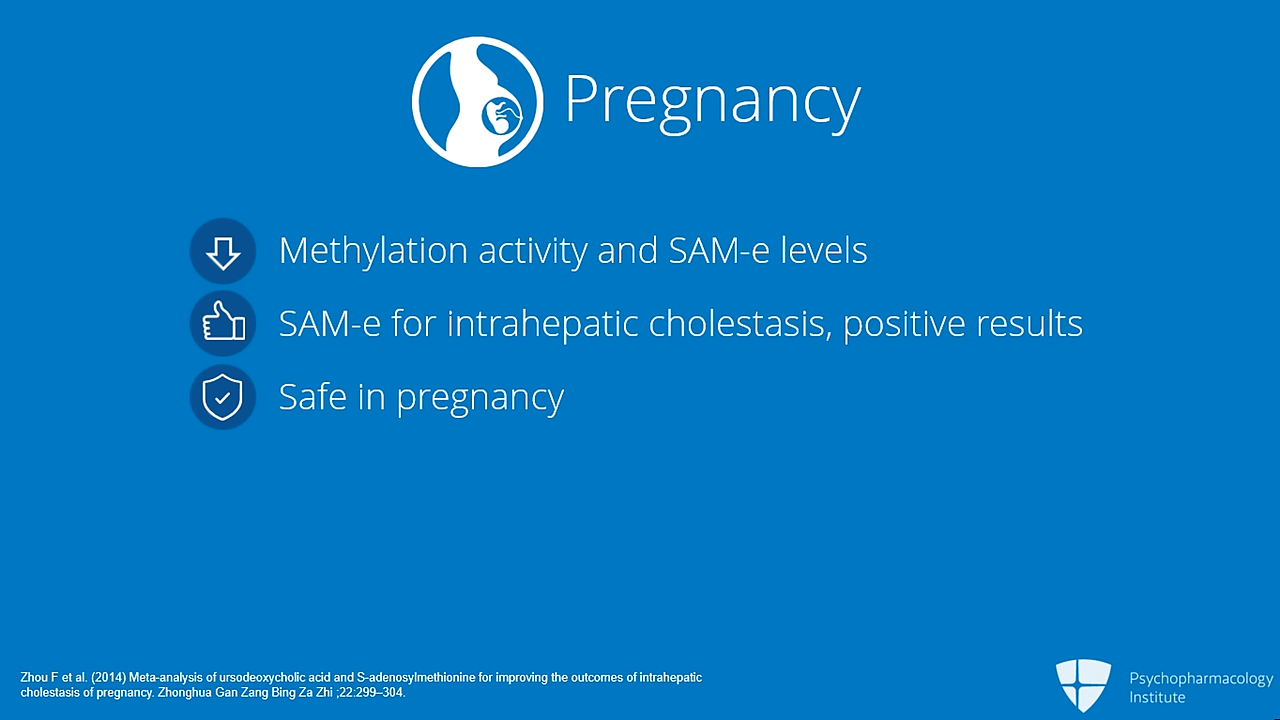 Pregnancy
Methylation activity and SAM-e levels
SAM-e for intrahepatic cholestasis, positive results
Safe in pregnancy
Zhou F et al. (2014) Meta-analysis of ursodeoxycholic acid and S-adenosylmethionine for improving the outcomes of intrahepatic
cholestasis of pregnancy. Zhonghua Gan Zang Bing Za Zhi ;22:299–304.
Psychopharmacology
Institute